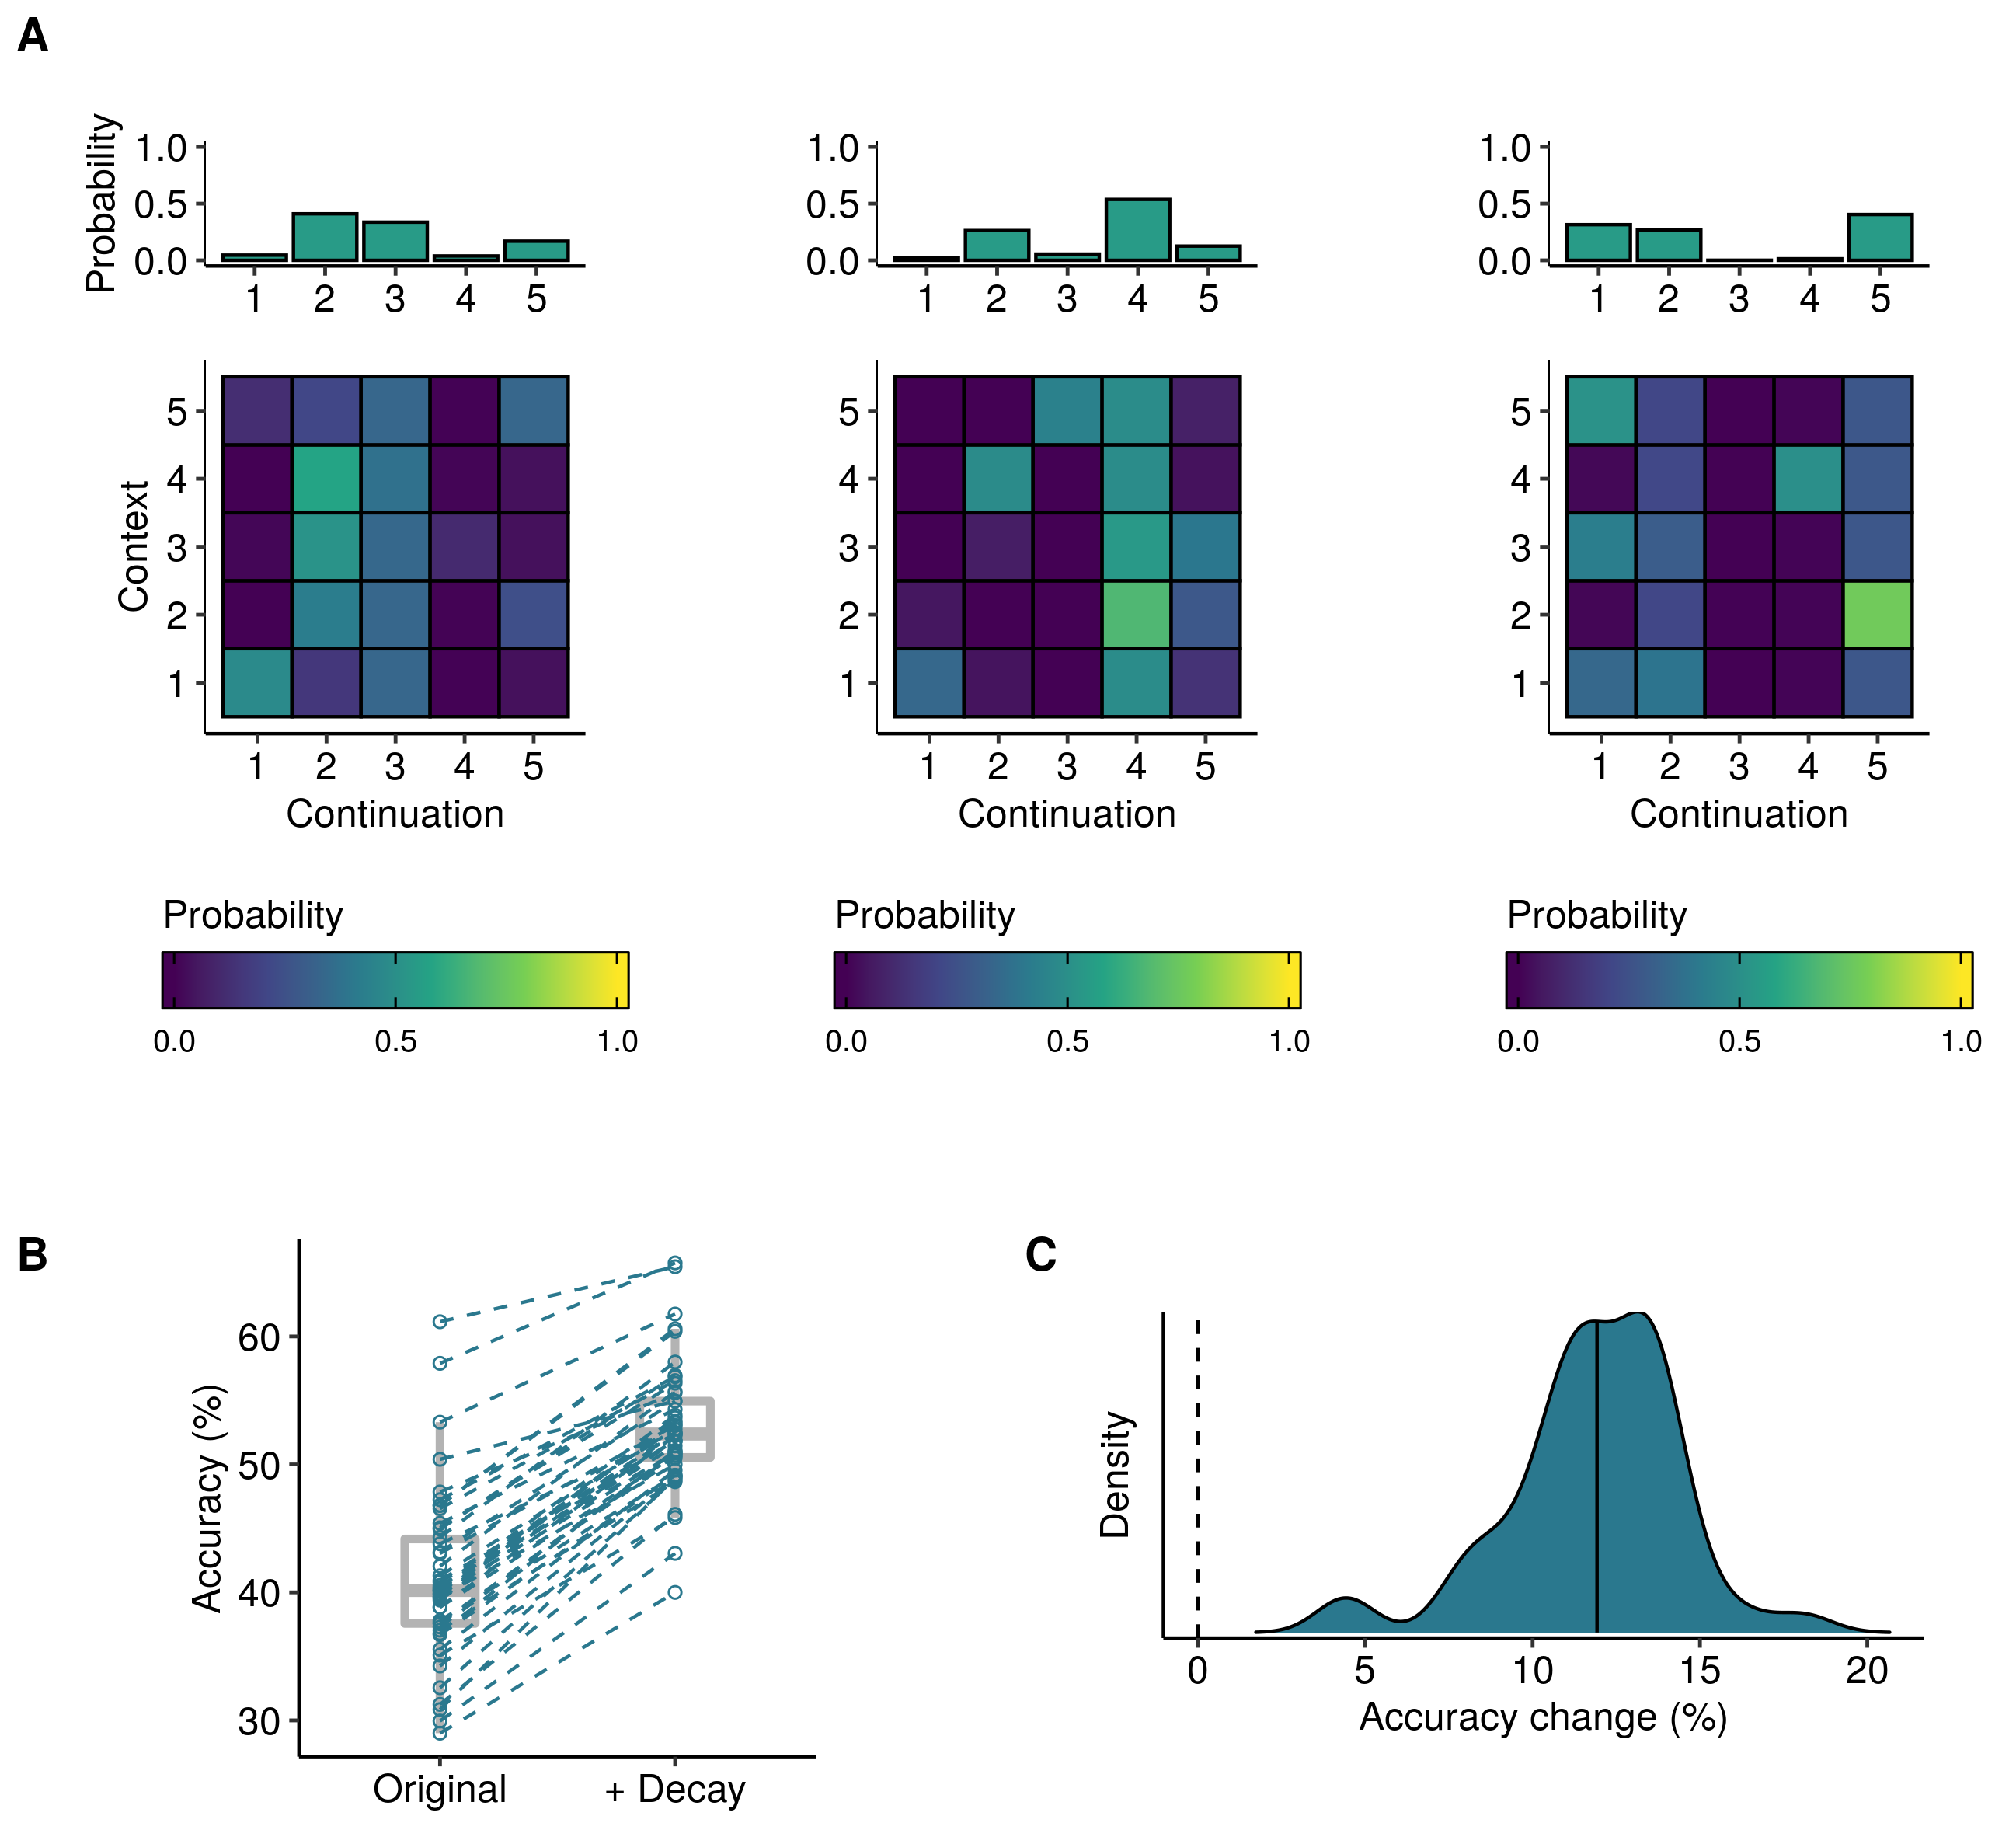 A
Probability
1.0
0.5
0.0
1 2 3 4 5
1.0
0.5
0.0
1 2 3 4 5
1.0
0.5
0.0
1 2 3 4 5
Context
5
4
3
2
1
1 2 3 4 5
Continuation
5
4
3
2
1
1 2 3 4 5
Continuation
5
4
3
2
1
1 2 3 4 5
Continuation
Probability
0.0 0.5 1.0
Probability
0.0 0.5 1.0
Probability
0.0 0.5 1.0
B
Accuracy (%)
60
50
40
30
Original + Decay
C
Density
0 5 10 15 20
Accuracy change (%)